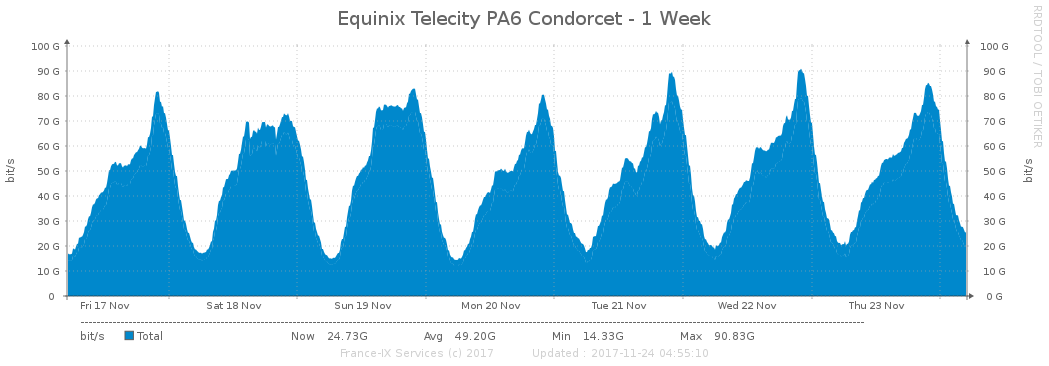 Equinix Telecity PA6 Condorcet - 1 Week
RRDTOOL / TOBI OETIKER
bit/s
100 G
90 G
80 G
70 G
60 G
50 G
40 G
30 G
20 G
10 G
0
100 G
90 G
80 G
70 G
60 G
50 G
40 G
30 G
20 G
10 G
0 G
bit/s
Fri 17 Nov Sat 18 Nov Sun 19 Nov Mon 20 Nov Tue 21 Nov Wed 22 Nov Thu 23 Nov
bit/s Total Now 24.73G Avg 49.20G Min 14.33G Max 90.83G
France-IX Services (c) 2017 Updated : 2017-11-24 04:55:10